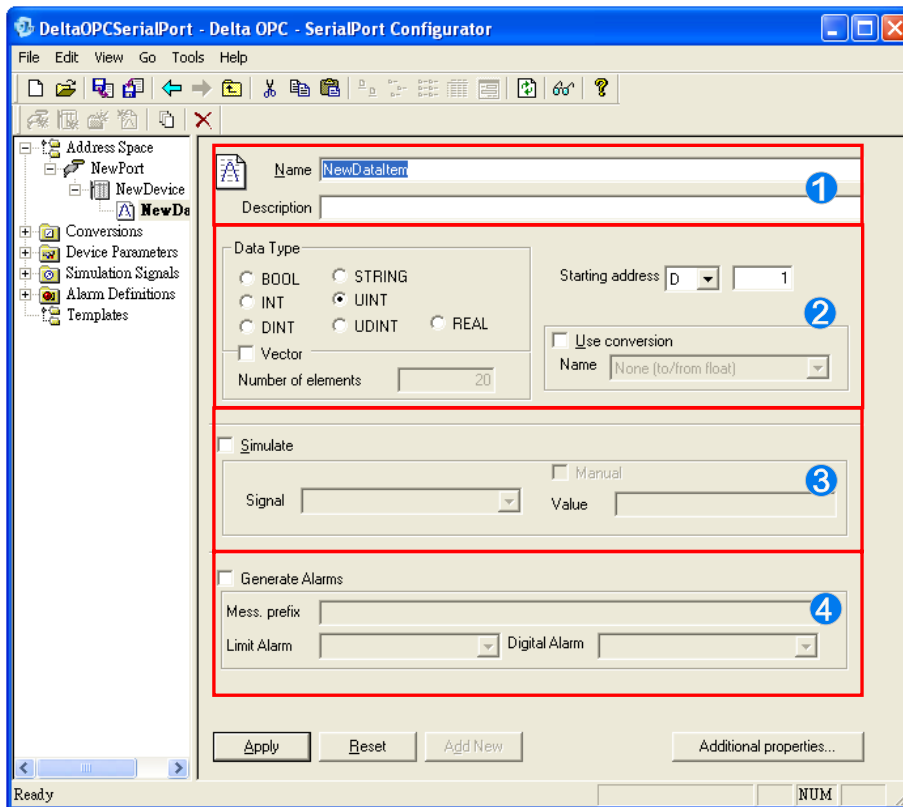 DeltaOPCSerialPort - Delta OPC - SerialPort Configurator
File Edit View Go Tools Help
Address Space
NewPort
NewDevice
NewDa
Conversions
Device Parameters
Simulation Signals
Alarm Definitions
Templates
Name NewDataItem
Description
1
Data Type
BOOL STRING
INT UINT
DINT UDINT REAL
Vector
Number of elements 20
Starting address D 1
2
Use conversion
Name None (to/from float)
Simulate
Manual
Signal Value
3
Generate Alarms
Mess. prefix
4
Limit Alarm Digital Alarm
Apply Reset Add New Additional properties...
Ready NUM